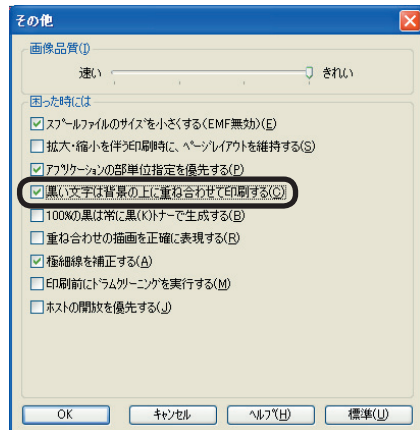 その他
画像品質(I)
速い きれい
困った時には
スプールファイルのサイズを小さくする(EMF無効)(E)
拡大・縮小を伴う印刷時に、ページレイアウトを維持する(S)
アプリケーションの部単位指定を優先する(P)
黒い文字は背景の上に重ね合わせて印刷する(C)
100%の黒は常に黒(K)トナーで生成する(B)
重ね合わせの描画を正確に表現する(R)
極細線を補正する(A)
印刷前にドラムクリーニングを実行する(M)
ホストの開放を優先する(J)
OK キャンセル ヘルプ(H) 標準(U)